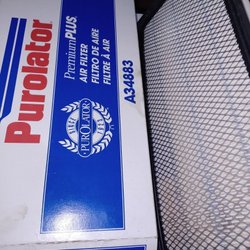 Purolator
PremiumPLUS
AIR FILTER
FILTRO DE AIRE
FILTRE À AIR
PUROLATOR
A34883